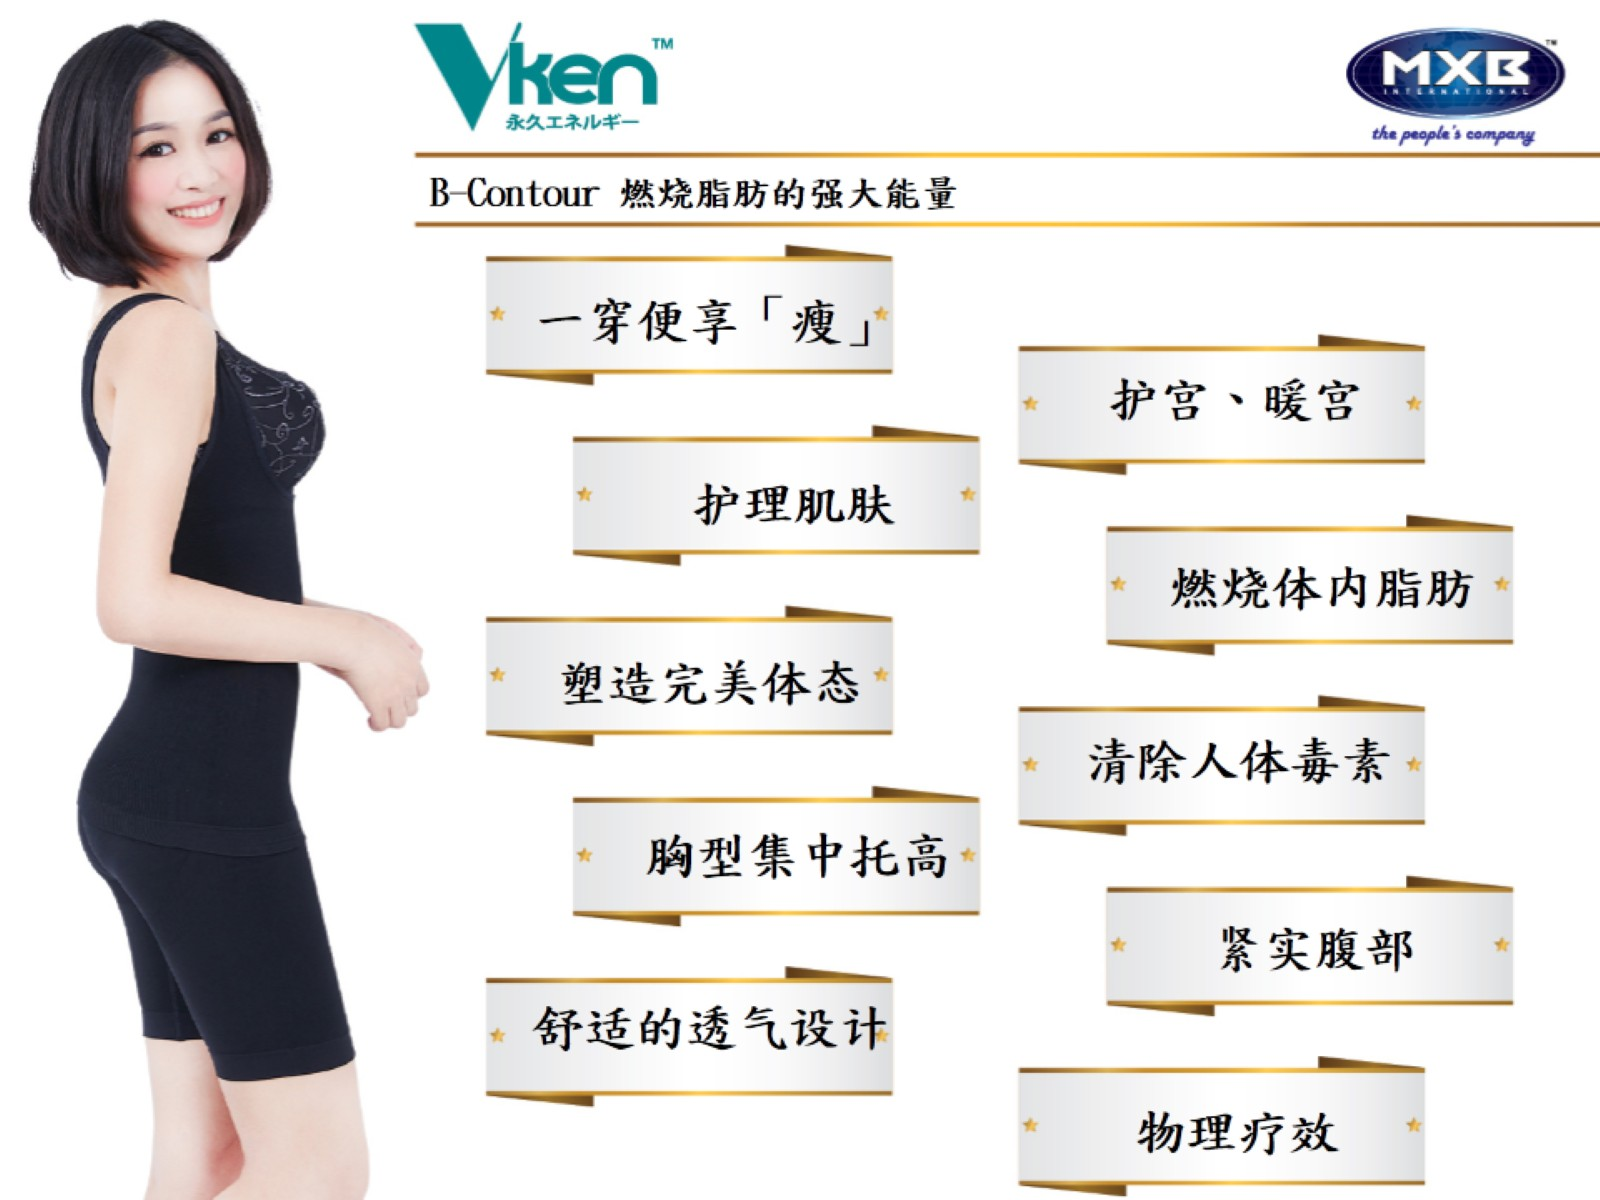 Vken™
永久エネルギー
MXB™
INTERNATIONAL
the people's company
B-Contour 燃烧脂肪的强大能量
一穿便享「瘦」
护理肌肤
塑造完美体态
胸型集中托高
舒适的透气设计
护宫、暖宫
燃烧体内脂肪
清除人体毒素
紧实腹部
物理疗效